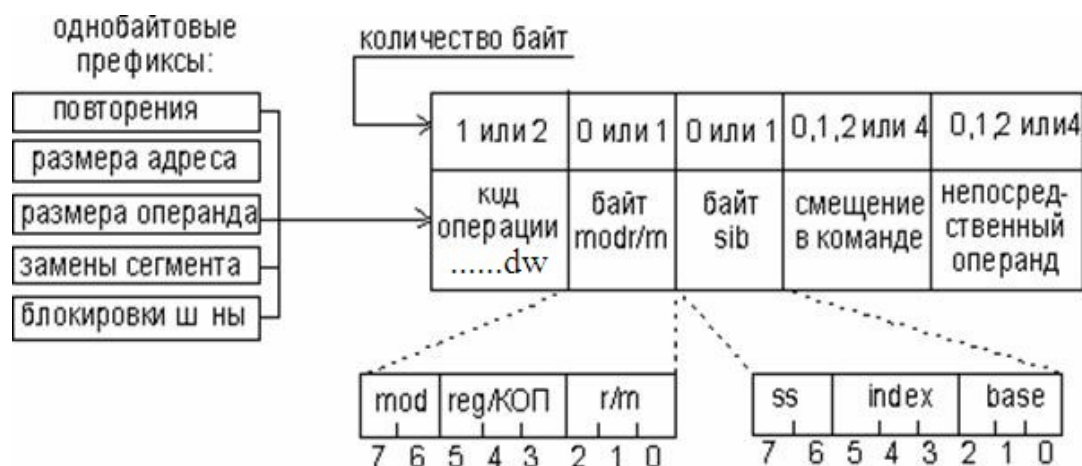 однобайтовые
префиксы:
повторения
размера адреса
размера операнда
замены сегмента
блокировки ш ны
количество байт
1 или 2
0 или 1
0 или 1
0,1,2 или 4
0,1,2 или4
код
операции
......dw
байт
modr/m
байт
sib
смещение
в команде
непосред-
ственный
операнд
mod reg/КОП r/m
7 6 5 4 3 2 1 0
ss index base
7 6 5 4 3 2 1 0